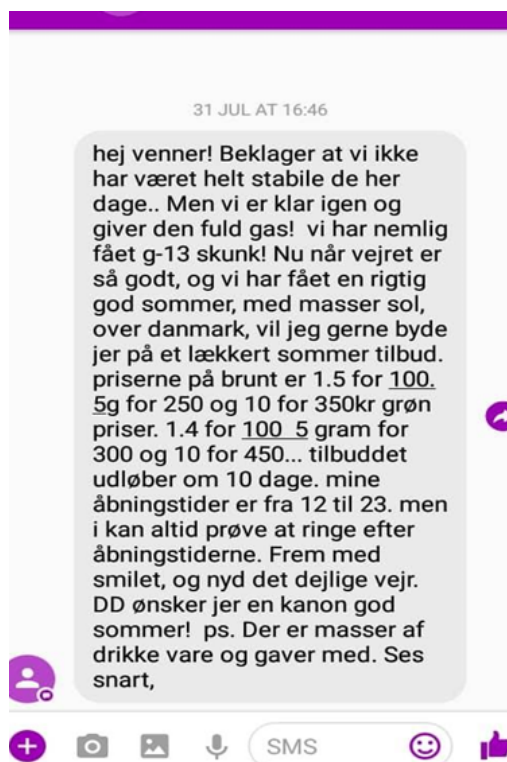 31 JUL AT 16:46
hej venner! Beklager at vi ikke
har været helt stabile de her
dage.. Men vi er klar igen og
giver den fuld gas!  vi har nemlig
fået g-13 skunk! Nu når vejret er
så godt, og vi har fået en rigtig
god sommer, med masser sol,
over danmark, vil jeg gerne byde
jer på et lækkert sommer tilbud.
priserne på brunt er 1.5 for 100.
5g for 250 og 10 for 350kr grøn
priser. 1.4 for 100  5 gram for
300 og 10 for 450... tilbuddet
udløber om 10 dage. mine
åbningstider er fra 12 til 23. men
i kan altid prøve at ringe efter
åbningstiderne. Frem med
smilet, og nyd det dejlige vejr.
DD ønsker jer en kanon god
sommer!  ps. Der er masser af
drikke vare og gaver med. Ses
snart,
SMS